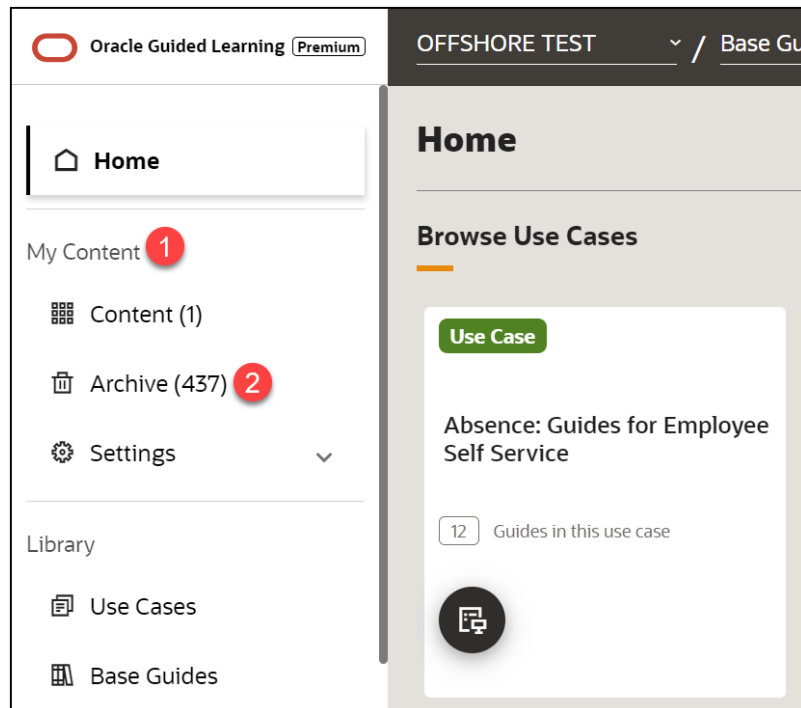 Oracle Guided Learning Premium
OFFSHORE TEST / Base Gu
Home
Home
My Content 1
Browse Use Cases
Content (1)
Use Case
Archive (437) 2
Absence: Guides for Employee
Self Service
Settings
12 Guides in this use case
Library
Use Cases
Base Guides